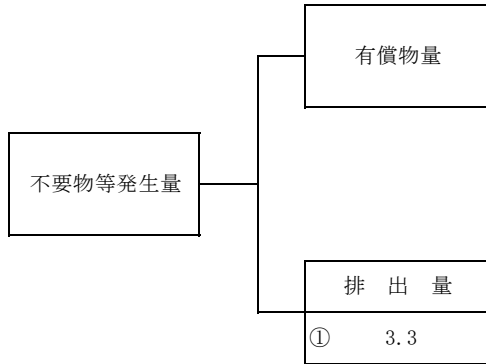 有償物量
不要物等発生量
排 出 量
① 3.3